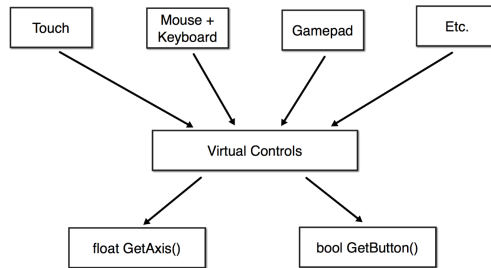 Touch
Mouse +
Keyboard
Gamepad
Etc.
Virtual Controls
float GetAxis()
bool GetButton()